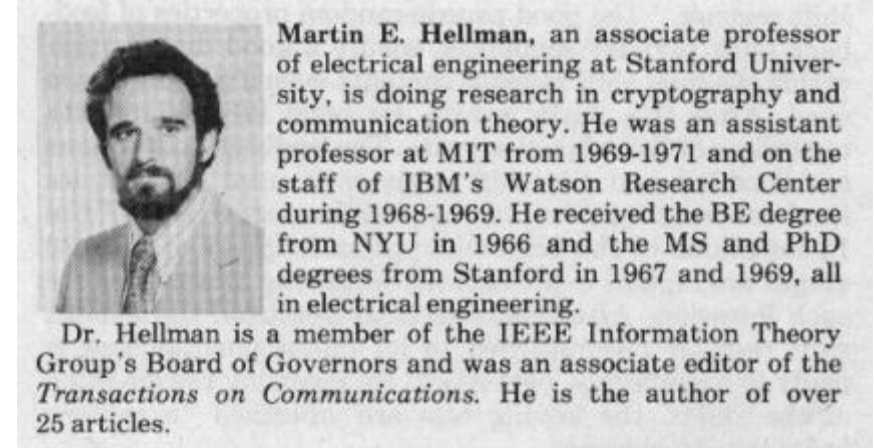 Martin E. Hellman, an associate professor
of electrical engineering at Stanford Univer-
sity, is doing research in cryptography and
communication theory. He was an assistant
professor at MIT from 1969-1971 and on the
staff of IBM's Watson Research Center
during 1968-1969. He received the BE degree
from NYU in 1966 and the MS and PhD
degrees from Stanford in 1967 and 1969, all
in electrical engineering.
Dr. Hellman is a member of the IEEE Information Theory
Group's Board of Governors and was an associate editor of the
Transactions on Communications. He is the author of over
25 articles.